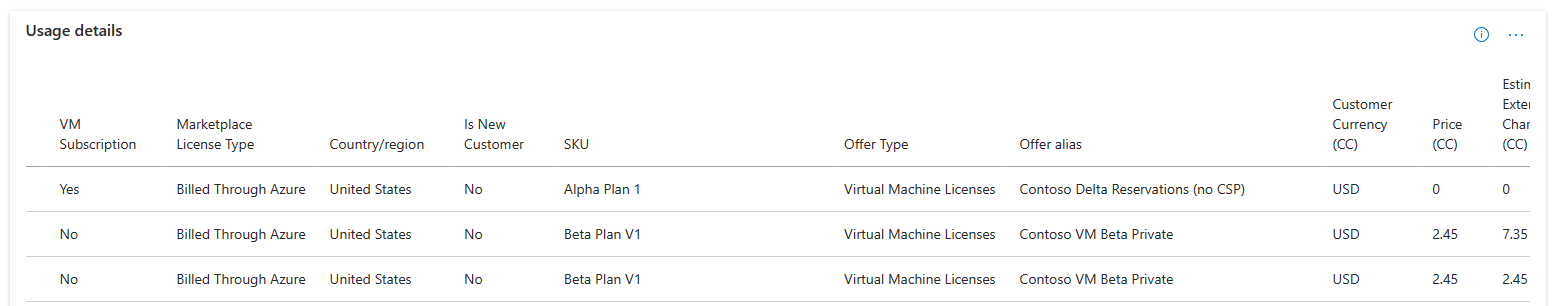 Usage details
VM Subscription Marketplace License Type Country/region Is New Customer SKU Offer Type Offer alias Customer Currency (CC) Price (CC) (CC)
Yes Billed Through Azure United States No Alpha Plan 1 Virtual Machine Licenses Contoso Delta Reservations (no CSP) USD 0 0
No Billed Through Azure United States No Beta Plan V1 Virtual Machine Licenses Contoso VM Beta Private USD 2.45 7.35
No Billed Through Azure United States No Beta Plan V1 Virtual Machine Licenses Contoso VM Beta Private USD 2.45 2.45